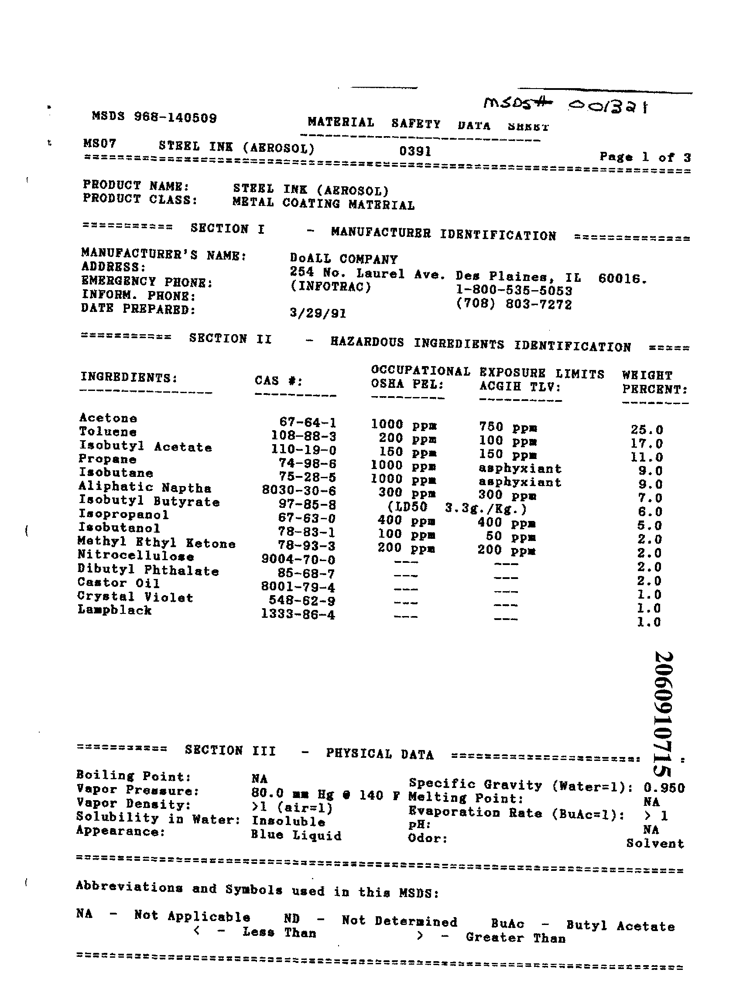 MSDS# 001321
MSDS 968-140509 MATERIAL SAFETY DATA SHEET
MS07 STEEL INK (AEROSOL) 0391 Page 1 of 3
PRODUCT NAME: STEEL INK (AEROSOL)
PRODUCT CLASS: METAL COATING MATERIAL
=========== SECTION I - MANUFACTURER IDENTIFICATION ==============
MANUFACTURER'S NAME: DoALL COMPANY
ADDRESS: 254 No. Laurel Ave. Des Plaines, IL 60016.
EMERGENCY PHONE: (INFOTRAC) 1-800-535-5053
INFORM. PHONE: (708) 803-7272
DATE PREPARED: 3/29/91
=========== SECTION II - HAZARDOUS INGREDIENTS IDENTIFICATION =====
OCCUPATIONAL EXPOSURE LIMITS WEIGHT
INGREDIENTS: CAS #: OSHA PEL: ACGIH TLV: PERCENT:
Acetone 67-64-1 1000 ppm 750 ppm 25.0
Toluene 108-88-3 200 ppm 100 ppm 17.0
Isobutyl Acetate 110-19-0 150 ppm 150 ppm 11.0
Propane 74-98-6 1000 ppm asphyxiant 9.0
Isobutane 75-28-5 1000 ppm asphyxiant 9.0
Aliphatic Naptha 8030-30-6 300 ppm 300 ppm 7.0
Isobutyl Butyrate 97-85-8 (LD50 3.3g./Kg.) 6.0
Isopropanol 67-63-0 400 ppm 400 ppm 5.0
Isobutanol 78-83-1 100 ppm 50 ppm 2.0
Methyl Ethyl Ketone 78-93-3 200 ppm 200 ppm 2.0
Nitrocellulose 9004-70-0 --- --- 2.0
Dibutyl Phthalate 85-68-7 --- --- 2.0
Castor Oil 8001-79-4 --- --- 1.0
Crystal Violet 548-62-9 --- --- 1.0
Lampblack 1333-86-4 --- --- 1.0
2060910715
=========== SECTION III - PHYSICAL DATA =======================
Boiling Point: NA Specific Gravity (Water=1): 0.950
Vapor Pressure: 80.0 mm Hg @ 140 F Melting Point: NA
Vapor Density: >1 (air=1) Evaporation Rate (BuAc=1): > 1
Solubility in Water: Insoluble pH: NA
Appearance: Blue Liquid Odor: Solvent
Abbreviations and Symbols used in this MSDS:
NA - Not Applicable ND - Not Determined BuAc - Butyl Acetate
< - Less Than > - Greater Than